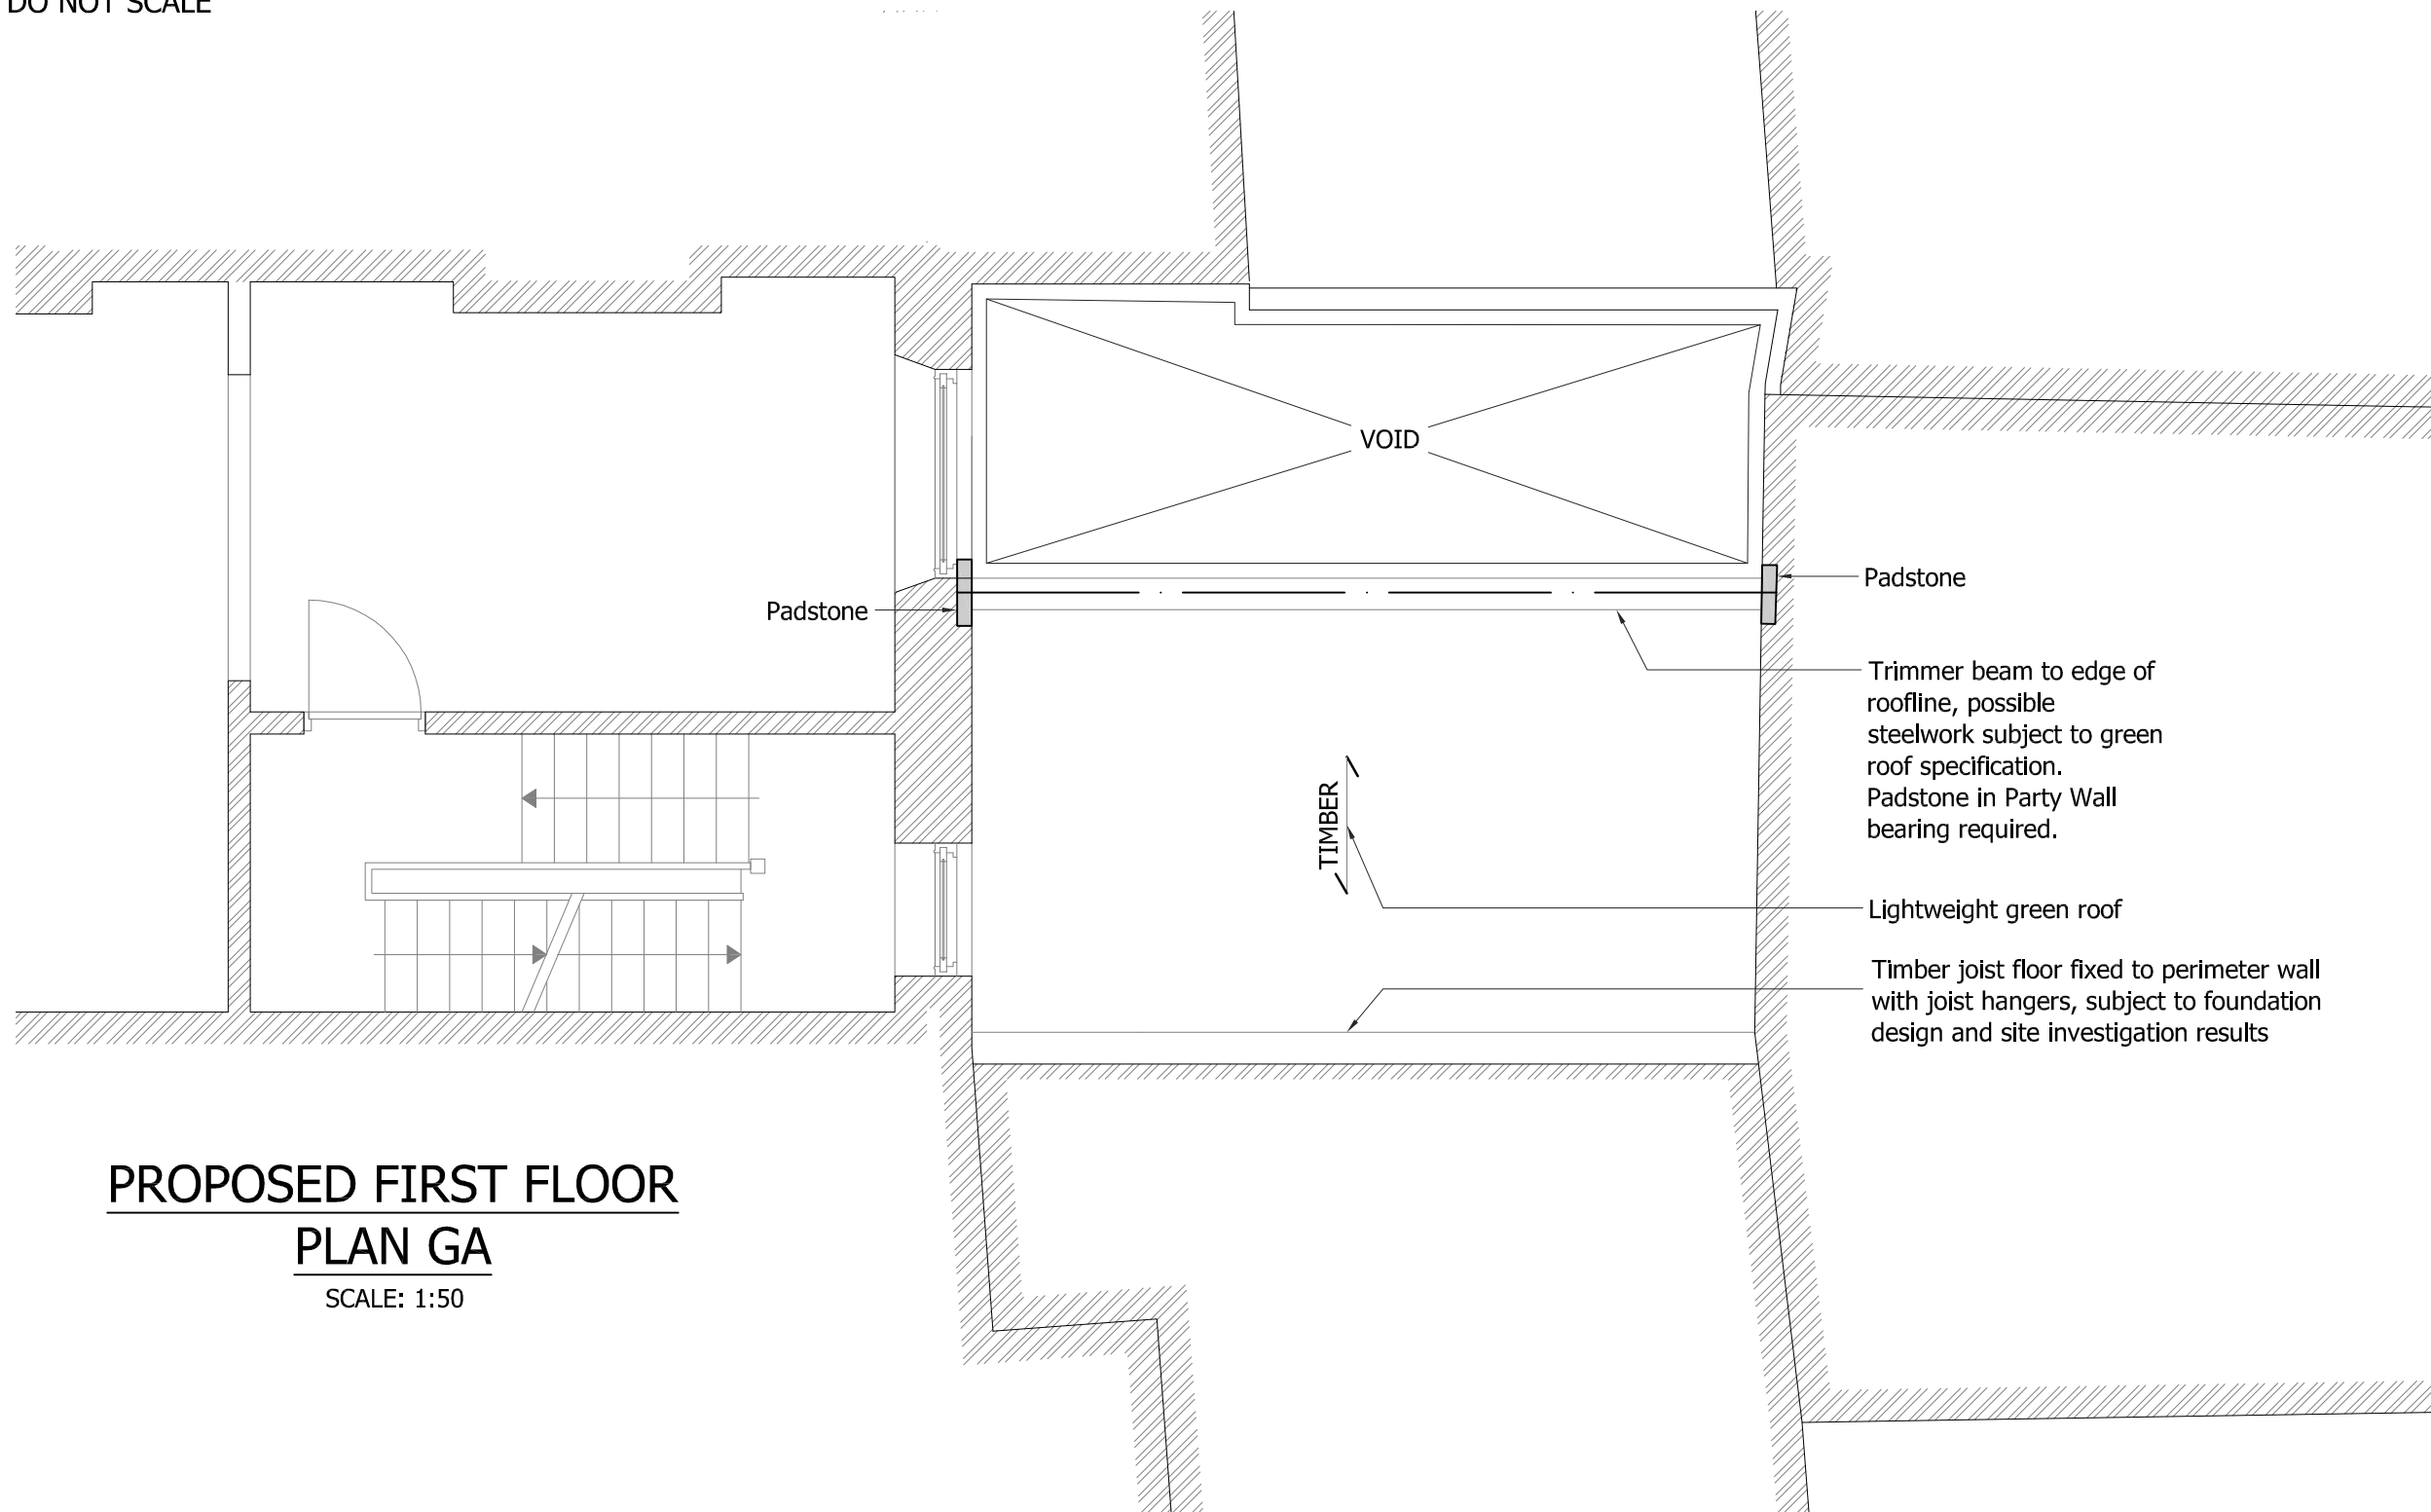 DO NOT SCALE
VOID
Padstone
Padstone
Trimmer beam to edge of
roofline, possible
steelwork subject to green
roof specification.
Padstone in Party Wall
bearing required.
TIMBER
Lightweight green roof
Timber joist floor fixed to perimeter wall
with joist hangers, subject to foundation
design and site investigation results
PROPOSED FIRST FLOOR
PLAN GA
SCALE: 1:50